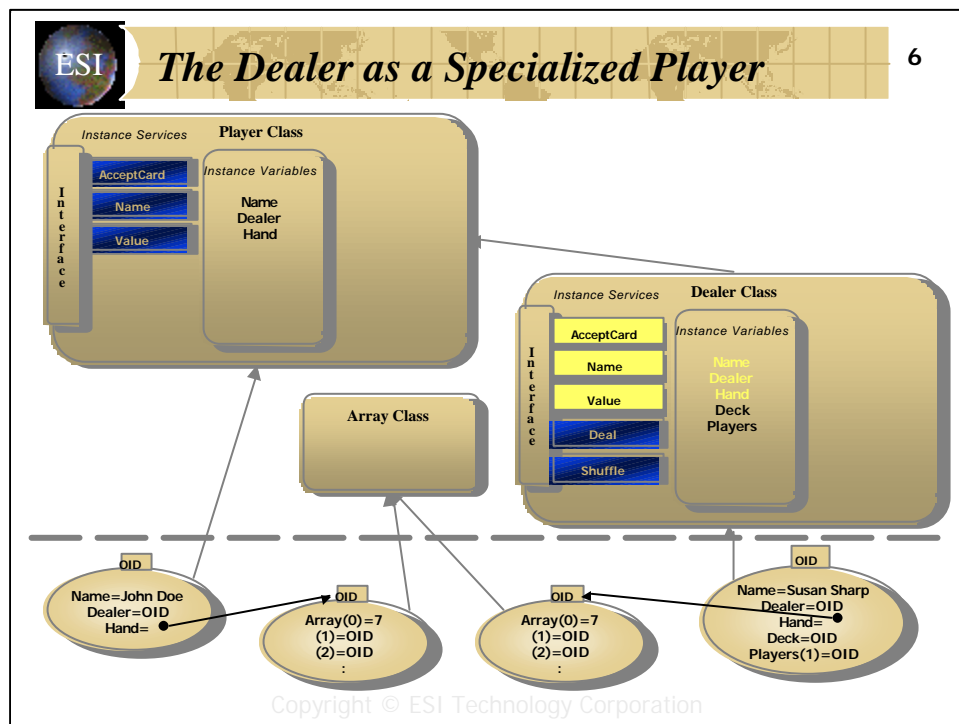 ESI
The Dealer as a Specialized Player
6
Instance Services
Player Class
Interface
AcceptCard
Name
Value
Instance Variables
Name
Dealer
Hand
Instance Services
Dealer Class
Interface
AcceptCard
Name
Value
Deal
Shuffle
Instance Variables
Name
Dealer
Hand
Deck
Players
Array Class
OID
Name=John Doe
Dealer=OID
Hand=
OID
Array(0)=7
(1)=OID
(2)=OID
:
OID
Array(0)=7
(1)=OID
(2)=OID
:
OID
Name=Susan Sharp
Dealer=OID
Hand=
Deck=OID
Players(1)=OID
Copyright © ESI Technology Corporation